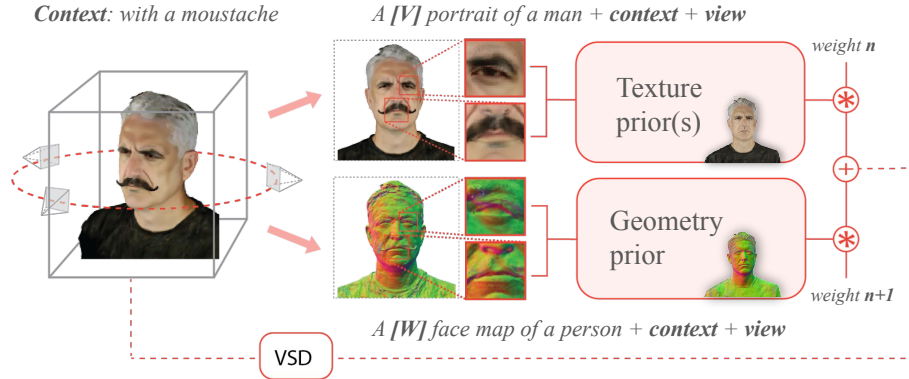 Context: with a moustache
A [V] portrait of a man + context + view
weight n
Texture
prior(s)
*
+
Geometry
prior
*
weight n+1
A [W] face map of a person + context + view
VSD